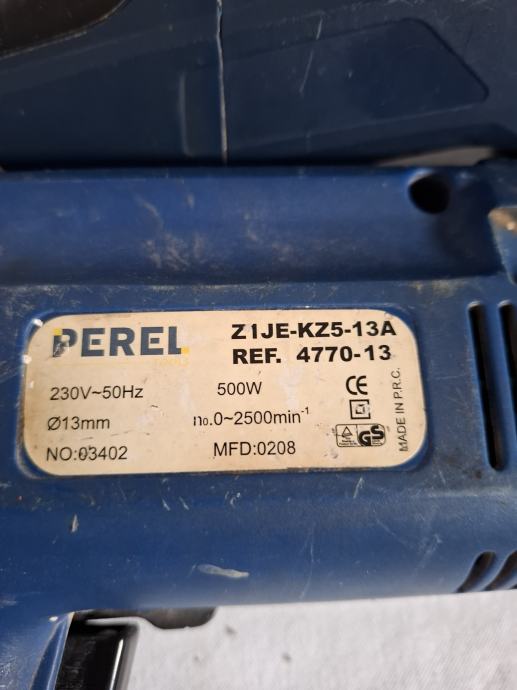 PEREL
Z1JE-KZ5-13A
REF. 4770-13
230V~50Hz
500W
CE
Ø13mm
n₀.0~2500min⁻¹
GS
NO:03402
MFD:0208
MADE IN P.R.C.